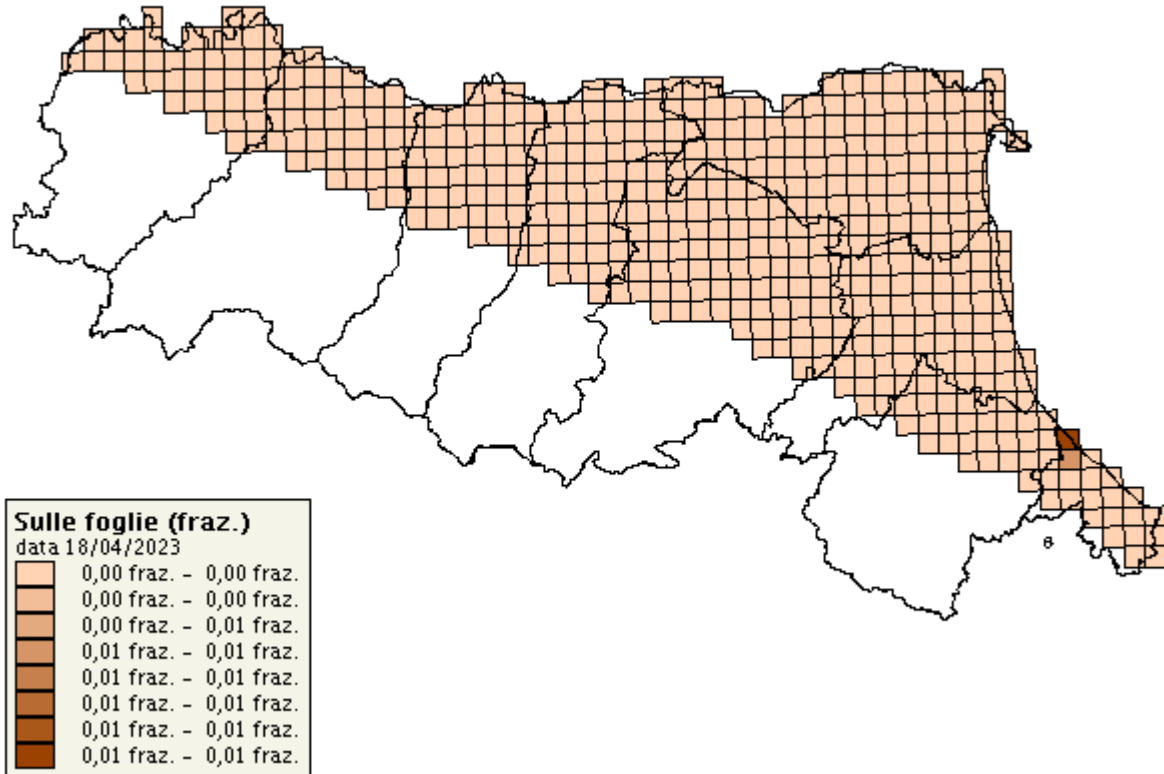 Sulle foglie (fraz.)
data 18/04/2023
0,00 fraz. - 0,00 fraz.
0,00 fraz. - 0,00 fraz.
0,00 fraz. - 0,01 fraz.
0,01 fraz. - 0,01 fraz.
0,01 fraz. - 0,01 fraz.
0,01 fraz. - 0,01 fraz.
0,01 fraz. - 0,01 fraz.
0,01 fraz. - 0,01 fraz.